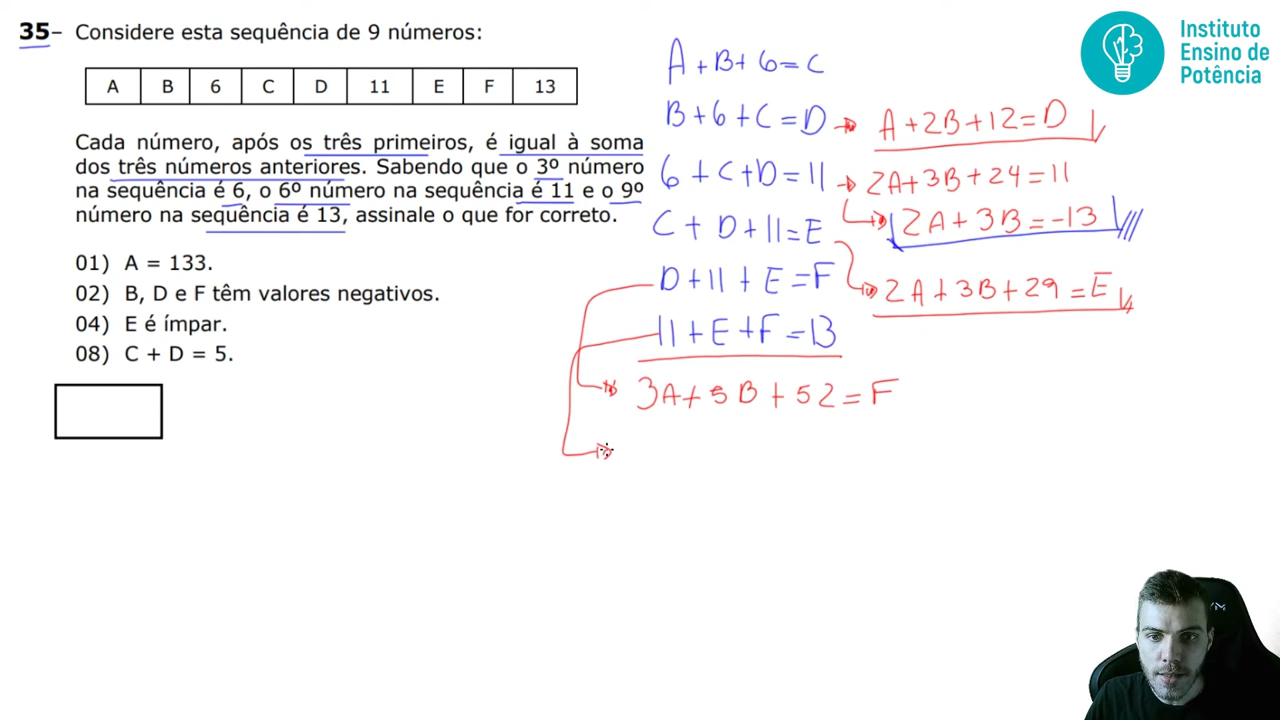 35– Considere esta sequência de 9 números:
A B 6 C D 11 E F 13
Cada número, após os três primeiros, é igual à soma
dos três números anteriores. Sabendo que o 3º número
na sequência é 6, o 6º número na sequência é 11 e o 9º
número na sequência é 13, assinale o que for correto.
01) A = 133.
02) B, D e F têm valores negativos.
04) E é ímpar.
08) C + D = 5.
A+B+6=C
B+6+C=D → A+2B+12=D
6+C+D=11 → 2A+3B+24=11
→ 2A+3B=-13
C+D+11=E
→ 2A+3B+29=E
D+11+E=F
11+E+F=13
→ 3A+5B+52=F
→
Instituto
Ensino de
Potência